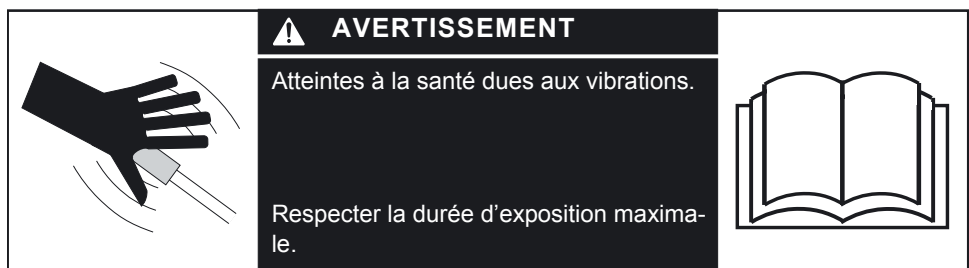 AVERTISSEMENT
Atteintes à la santé dues aux vibrations.
Respecter la durée d’exposition maxima-
le.